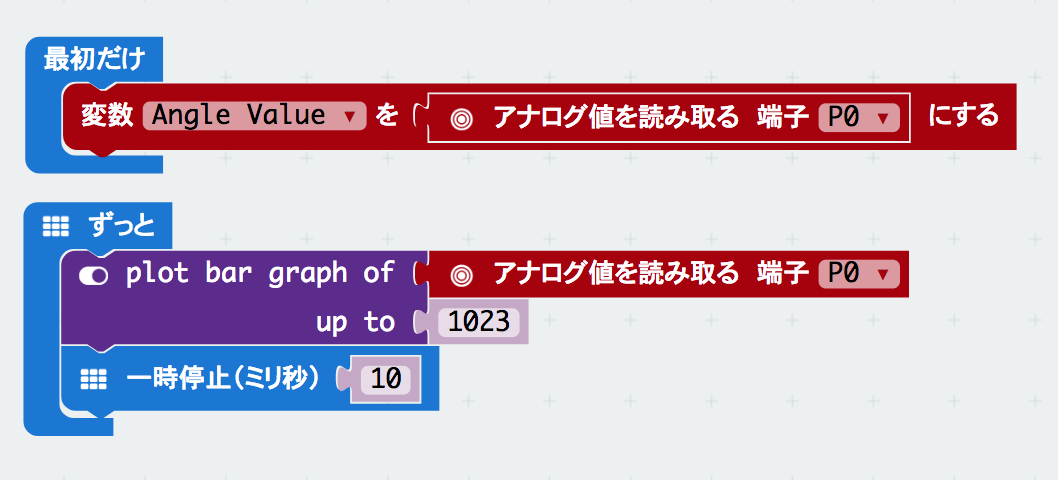 最初だけ
変数 Angle Value ▼ を アナログ値を読み取る 端子 P0 ▼ にする
ずっと
plot bar graph of アナログ値を読み取る 端子 P0 ▼
up to 1023
一時停止（ミリ秒） 10